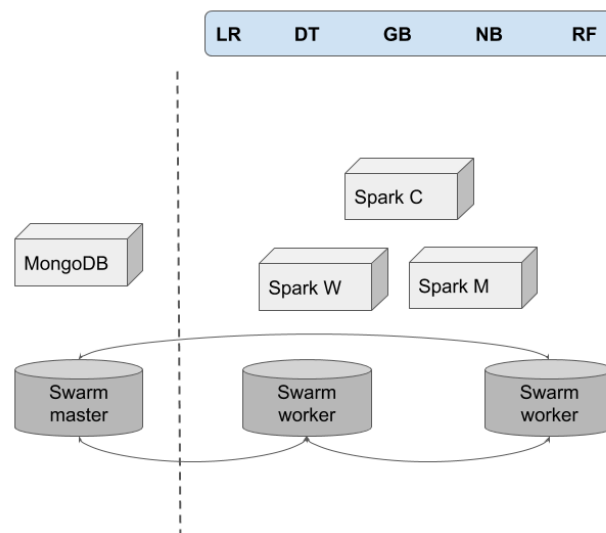 LR DT GB NB RF
Spark C
MongoDB
Spark W
Spark M
Swarm
master
Swarm
worker
Swarm
worker